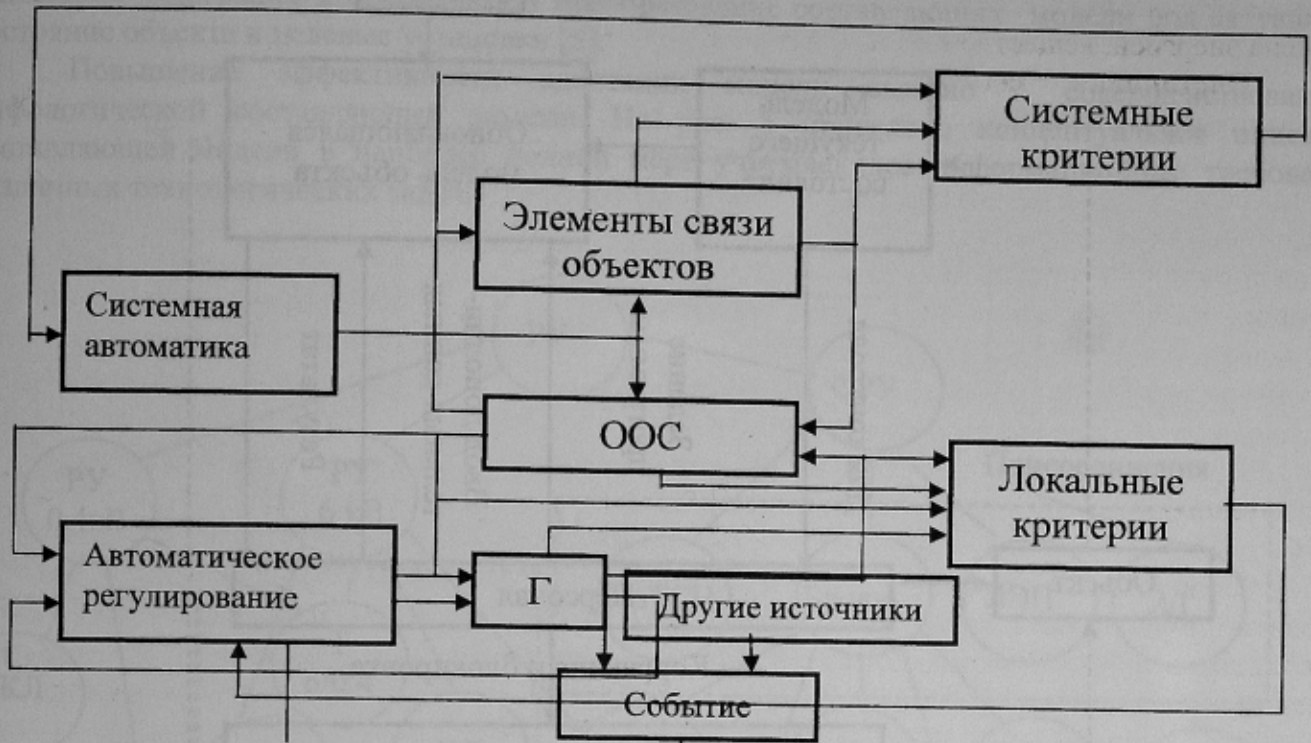 Системные
критерии
Элементы связи
объектов
Системная
автоматика
ООС
Локальные
критерии
Автоматическое
регулирование
Г
Другие источники
Событие